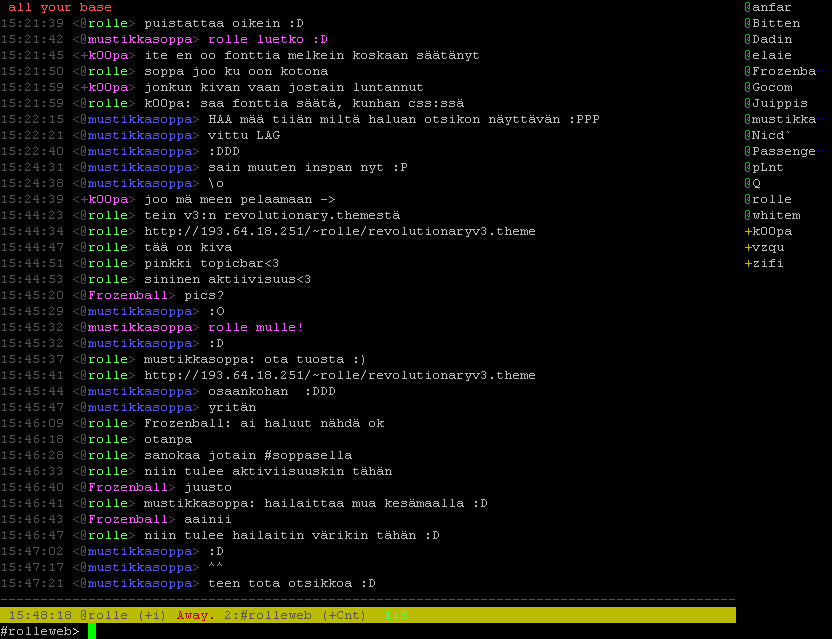 all your base
15:21:39 <@rolle> puistattaa oikein :D
15:21:42 <@mustikkasoppa> rolle luetko :D
15:21:45 <+kOOpa> ite en oo fonttia melkein koskaan säätänyt
15:21:50 <@rolle> soppa joo ku oon kotona
15:21:59 <+kOOpa> jonkun kivan vaan jostain luntannut
15:21:59 <@rolle> kOOpa: saa fonttia säätä, kunhan css:ssä
15:22:15 <@mustikkasoppa> HAA mää tiiän miltä haluan otsikon näyttävän :PPP
15:22:21 <@mustikkasoppa> vittu LAG
15:22:40 <@mustikkasoppa> :DDD
15:24:31 <@mustikkasoppa> sain muuten inspan nyt :P
15:24:38 <@mustikkasoppa> \o
15:24:39 <+kOOpa> joo mä meen pelaamaan ->
15:44:23 <@rolle> tein v3:n revolutionary.themestä
15:44:34 <@rolle> http://193.64.18.251/~rolle/revolutionaryv3.theme
15:44:47 <@rolle> tää on kiva
15:44:51 <@rolle> pinkki topicbar<3
15:44:53 <@rolle> sininen aktiivisuus<3
15:45:20 <@Frozenball> pics?
15:45:29 <@mustikkasoppa> :O
15:45:32 <@mustikkasoppa> rolle mulle!
15:45:32 <@mustikkasoppa> :D
15:45:37 <@rolle> mustikkasoppa: ota tuosta :)
15:45:41 <@rolle> http://193.64.18.251/~rolle/revolutionaryv3.theme
15:45:44 <@mustikkasoppa> osaankohan  :DDD
15:45:47 <@mustikkasoppa> yritän
15:46:09 <@rolle> Frozenball: ai haluut nähdä ok
15:46:18 <@rolle> otanpa
15:46:28 <@rolle> sanokaa jotain #soppasella
15:46:33 <@rolle> niin tulee aktiviisuuskin tähän
15:46:40 <@Frozenball> juusto
15:46:41 <@rolle> mustikkasoppa: hailaittaa mua kesämaalla :D
15:46:43 <@Frozenball> aainii
15:46:47 <@rolle> niin tulee hailaitin värikin tähän :D
15:47:02 <@mustikkasoppa> :D
15:47:17 <@mustikkasoppa> ^^
15:47:21 <@mustikkasoppa> teen tota otsikkoa :D
15:48:18 @rolle (+i) Away. 2:#rolleweb (+Cnt)
#rolleweb>
@anfar
@Bitten
@Dadin
@elaie
@Frozenba
@Gocom
@Juippis
@mustikka
@Nicd`
@Passenge
@pLnt
@Q
@rolle
@whitem
+kOOpa
+vzqu
+zifi